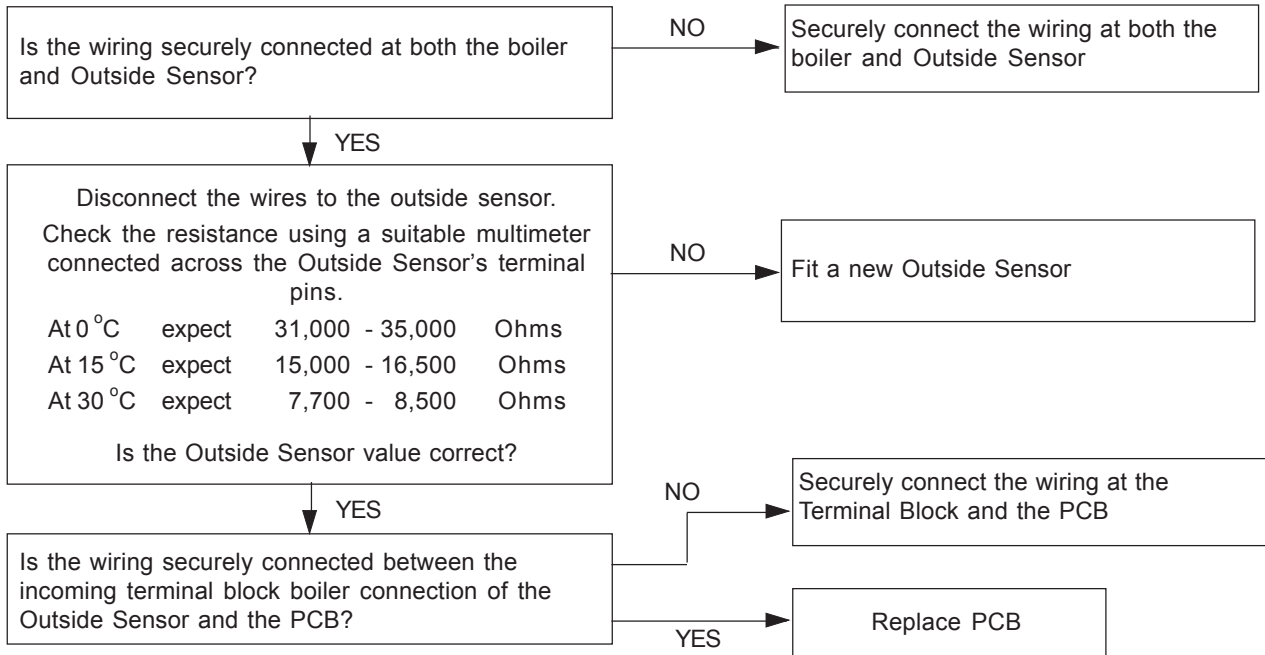 Is the wiring securely connected at both the boiler
and Outside Sensor?
NO
Securely connect the wiring at both the
boiler and Outside Sensor
YES
Disconnect the wires to the outside sensor.
Check the resistance using a suitable multimeter
connected across the Outside Sensor's terminal
pins.
At 0 °C expect 31,000 - 35,000 Ohms
At 15 °C expect 15,000 - 16,500 Ohms
At 30 °C expect 7,700 - 8,500 Ohms
Is the Outside Sensor value correct?
NO
Fit a new Outside Sensor
YES
Is the wiring securely connected between the
incoming terminal block boiler connection of the
Outside Sensor and the PCB?
NO
Securely connect the wiring at the
Terminal Block and the PCB
YES
Replace PCB